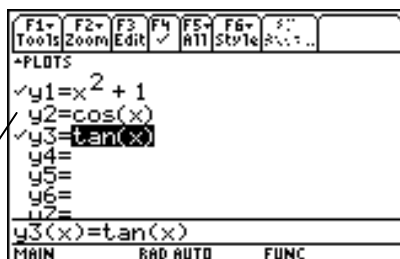 F1- F2- F3 F4 F5- F6-
Tools Zoom Edit ✓ All Style
▲PLOTS
✓y1=x² + 1
y2=cos(x)
✓y3=tan(x)
y4=
y5=
y6=
y7=
y3(x)=tan(x)
MAIN RAD AUTO FUNC